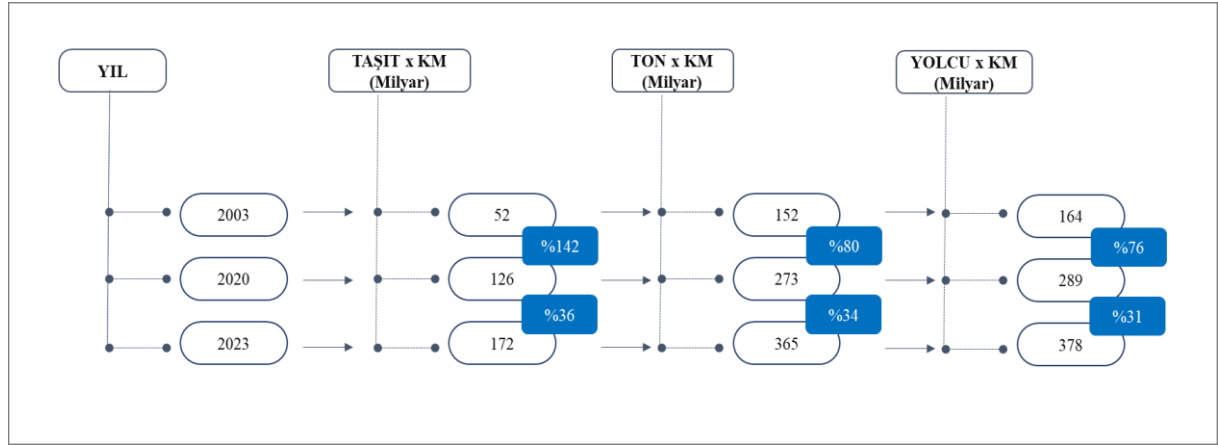 YIL
TAŞIT x KM
(Milyar)
TON x KM
(Milyar)
YOLCU x KM
(Milyar)
2003
52
152
164
%142
%80
%76
2020
126
273
289
%36
%34
%31
2023
172
365
378